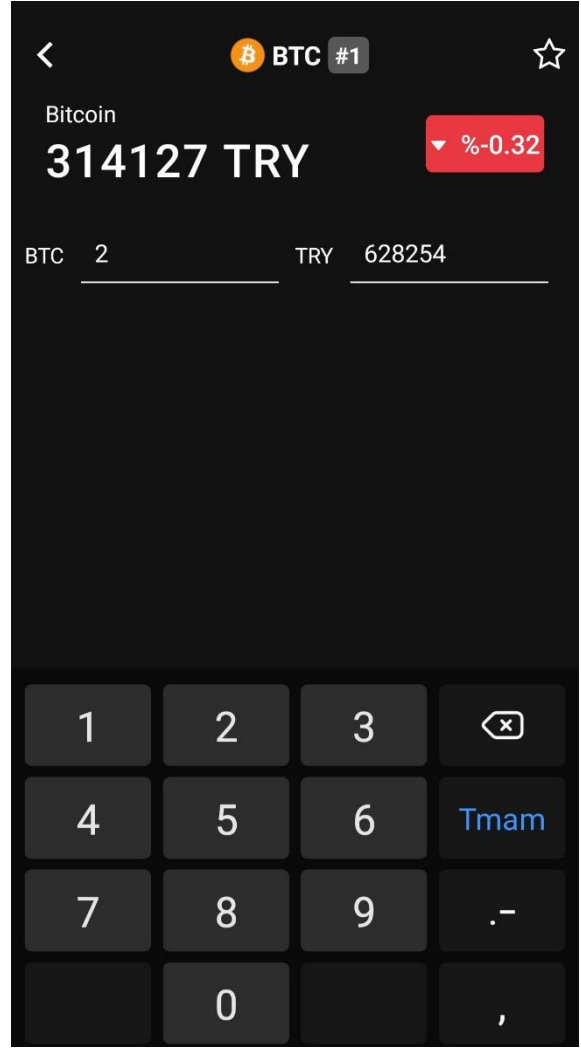 BTC #1
Bitcoin
314127 TRY %-0.32
BTC 2 TRY 628254
1 2 3
4 5 6 Tmam
7 8 9 .-
0 ,